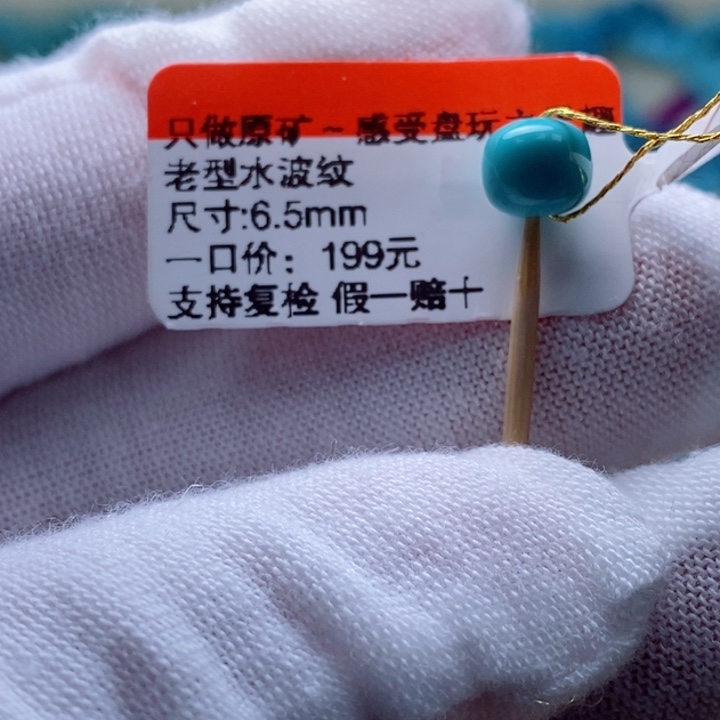 只做原矿~感受盘玩
老型水波纹
尺寸:6.5mm
一口价：199元
支持复检 假一赔十